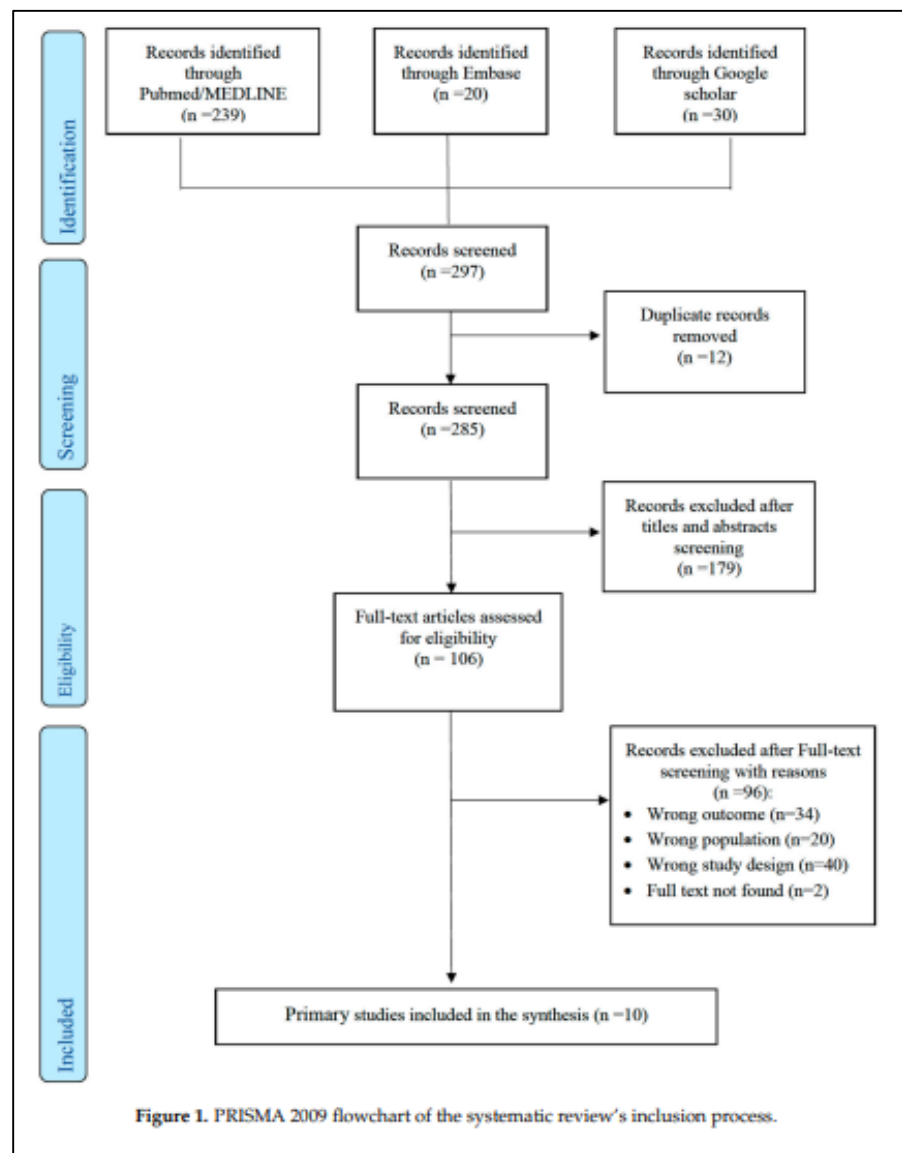 Identification
Records identified
through
Pubmed/MEDLINE
(n =239)
Records identified
through Embase
(n =20)
Records identified
through Google
scholar
(n =30)
Records screened
(n =297)
Screening
Duplicate records
removed
(n =12)
Records screened
(n =285)
Eligibility
Records excluded after
titles and abstracts
screening
(n =179)
Full-text articles assessed
for eligibility
(n = 106)
Included
Records excluded after Full-text
screening with reasons
(n =96):
• Wrong outcome (n=34)
• Wrong population (n=20)
• Wrong study design (n=40)
• Full text not found (n=2)
Primary studies included in the synthesis (n =10)
Figure 1. PRISMA 2009 flowchart of the systematic review's inclusion process.